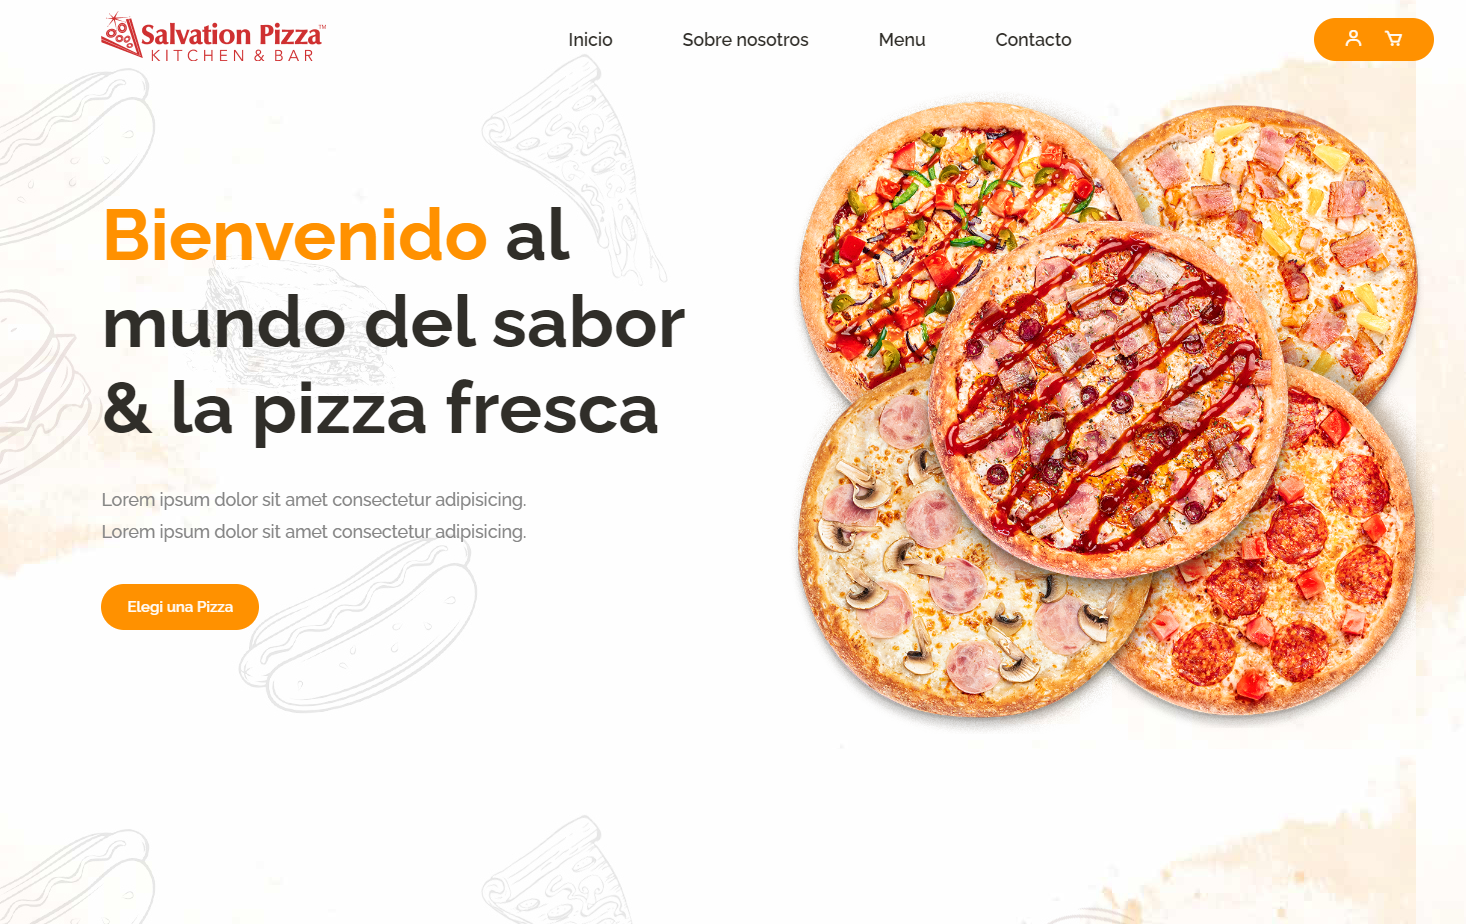 Salvation Pizza™
KITCHEN & BAR
Inicio
Sobre nosotros
Menu
Contacto
Bienvenido al
mundo del sabor
& la pizza fresca
Lorem ipsum dolor sit amet consectetur adipisicing.
Lorem ipsum dolor sit amet consectetur adipisicing.
Elegi una Pizza